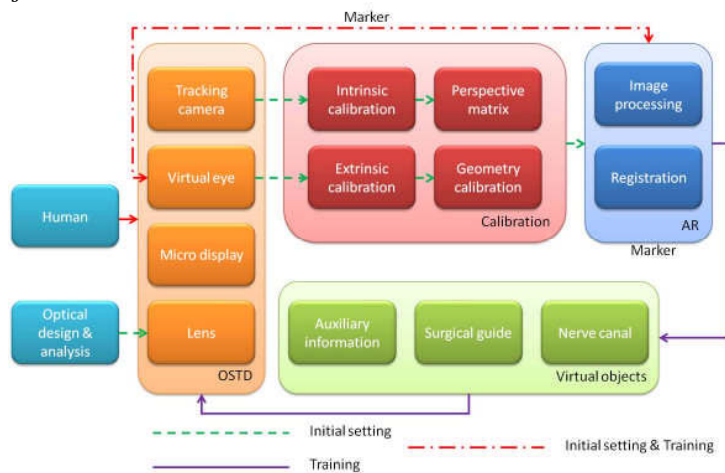 Marker
Tracking
camera
Intrinsic
calibration
Perspective
matrix
Image
processing
Virtual eye
Extrinsic
calibration
Geometry
calibration
Registration
Human
Calibration
AR
Micro display
Marker
Optical
design &
analysis
Lens
Auxiliary
information
Surgical guide
Nerve canal
OSTD
Virtual objects
Initial setting
Initial setting & Training
Training